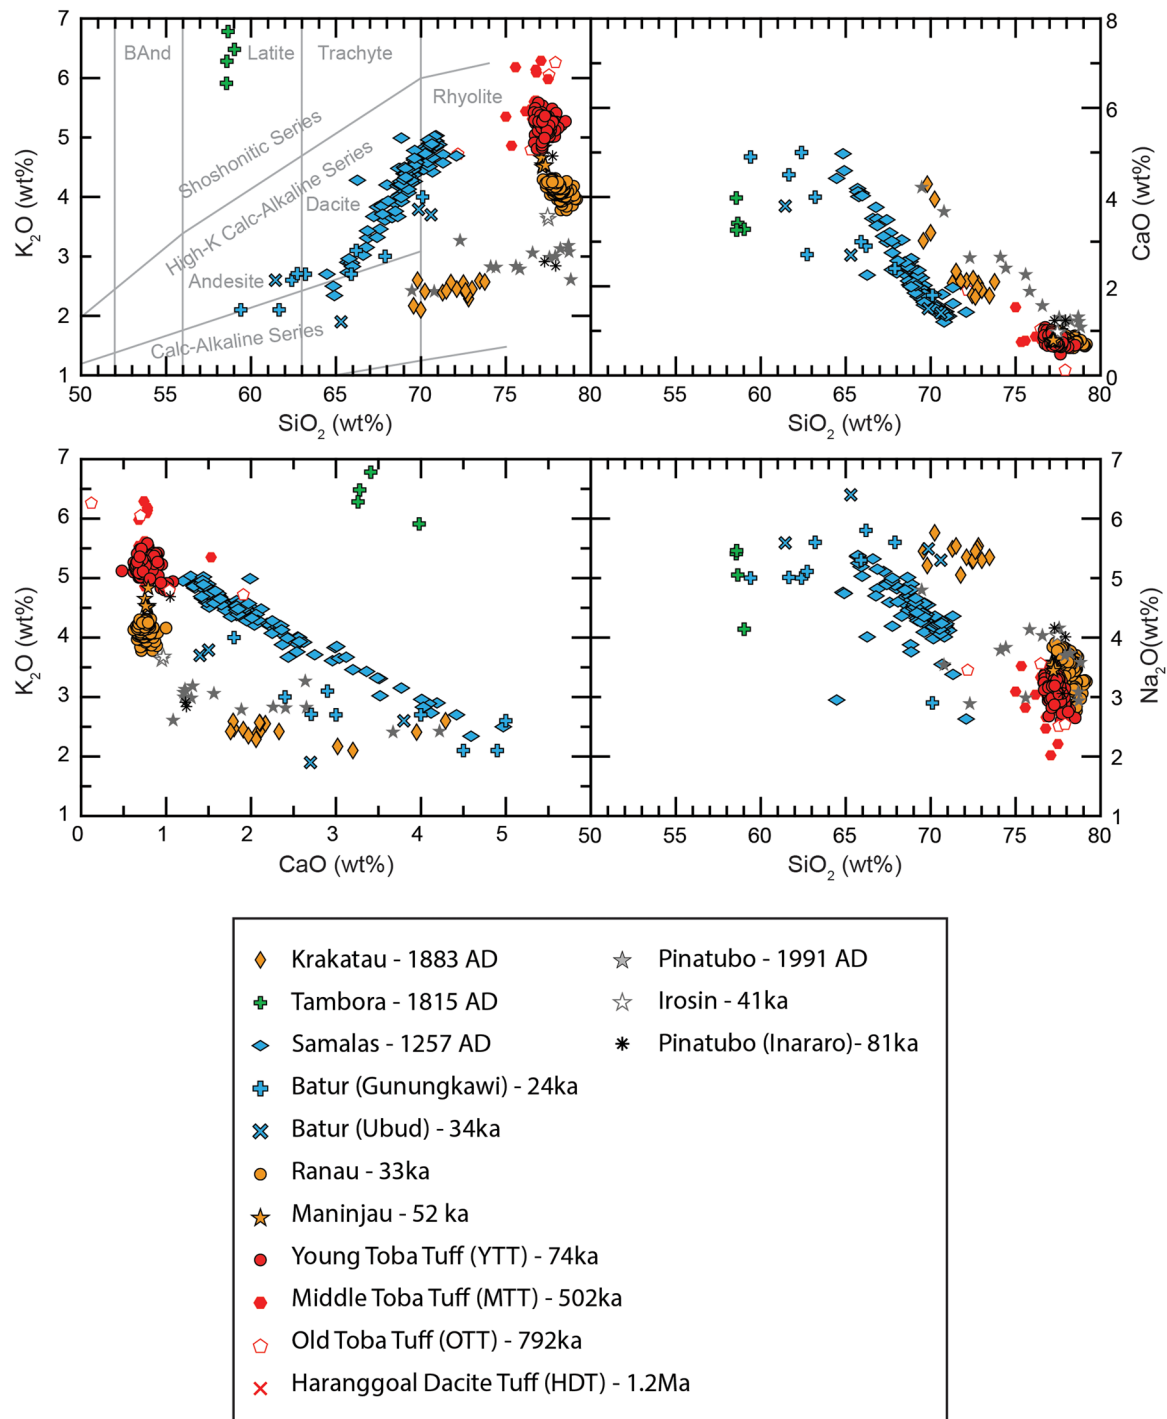 7
6
5
4
3
2
1
K₂O (wt%)
BAnd
Latite
Trachyte
Rhyolite
Shoshonitic Series
High-K Calc-Alkaline Series
Dacite
Andesite
Calc-Alkaline Series
50 55 60 65 70 75 80
SiO₂ (wt%)
55 60 65 70 75 80
SiO₂ (wt%)
8
6
4
2
0
CaO (wt%)
7
6
5
4
3
2
1
K₂O (wt%)
0 1 2 3 4 5
CaO (wt%)
50 55 60 65 70 75 80
SiO₂ (wt%)
7
6
5
4
3
2
1
Na₂O(wt%)
Krakatau - 1883 AD
Tambora - 1815 AD
Samalas - 1257 AD
Batur (Gunungkawi) - 24ka
Batur (Ubud) - 34ka
Ranau - 33ka
Maninjau - 52 ka
Young Toba Tuff (YTT) - 74ka
Middle Toba Tuff (MTT) - 502ka
Old Toba Tuff (OTT) - 792ka
Haranggoal Dacite Tuff (HDT) - 1.2Ma
Pinatubo - 1991 AD
Irosin - 41ka
Pinatubo (Inararo)- 81ka